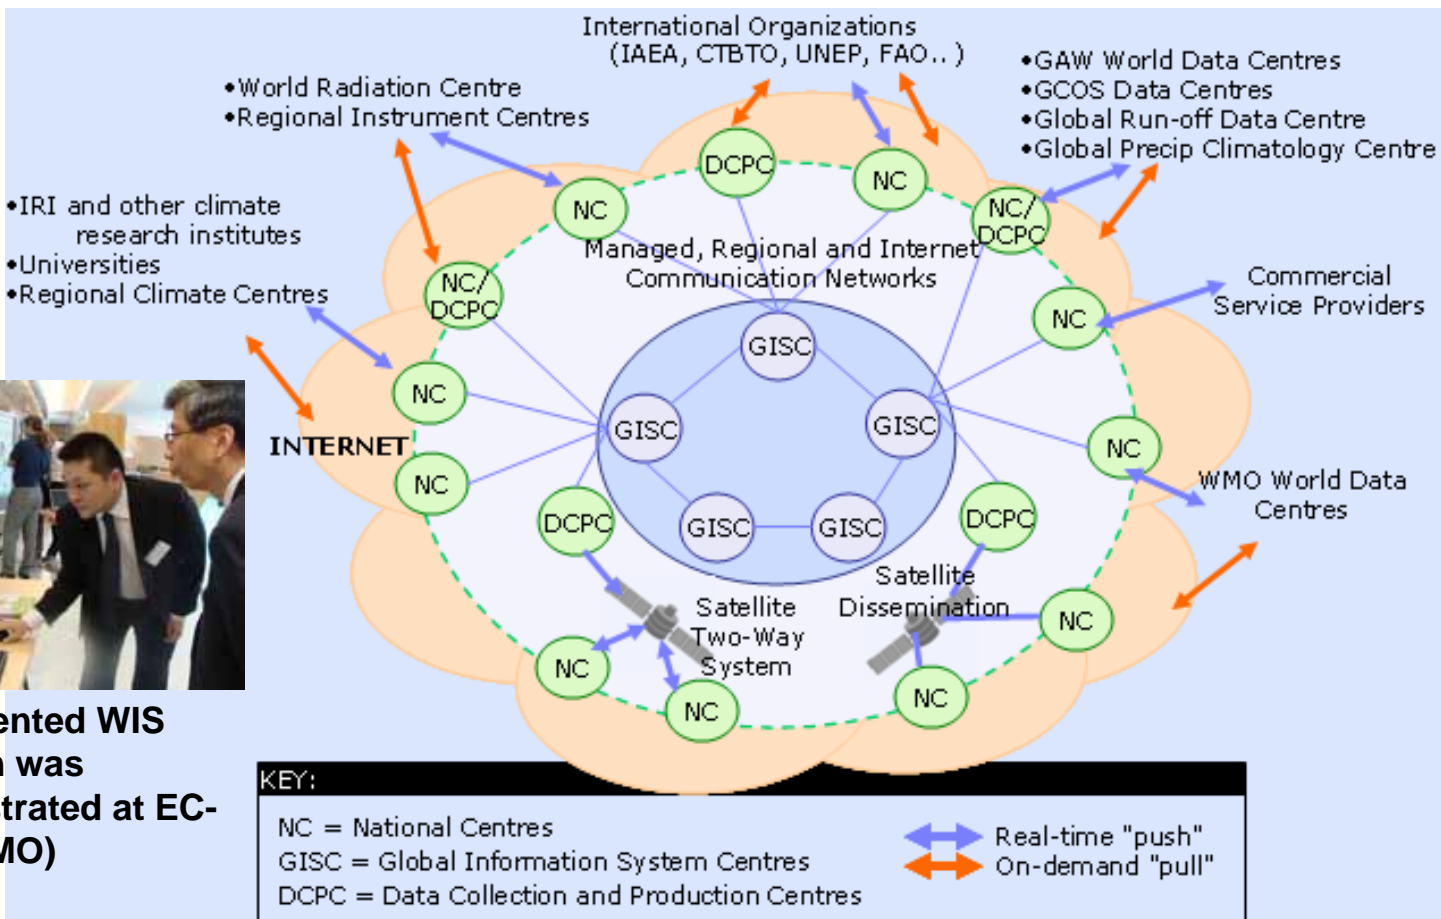 International Organizations
(IAEA, CTBTO, UNEP, FAO.. )
•World Radiation Centre
•Regional Instrument Centres
•GAW World Data Centres
•GCOS Data Centres
•Global Run-off Data Centre
•Global Precip Climatology Centre
•IRI and other climate
research institutes
•Universities
•Regional Climate Centres
DCPC
NC
NC
NC/
DCPC
NC/
DCPC
Managed, Regional and Internet
Communication Networks
Commercial
Service Providers
NC
GISC
NC
GISC
GISC
INTERNET
NC
NC
WMO World Data
Centres
DCPC
GISC
GISC
DCPC
Satellite
Dissemination
Satellite
Two-Way
System
NC
NC
NC
NC
ented WIS
was
strated at EC-
MO)
KEY:
NC = National Centres
GISC = Global Information System Centres
DCPC = Data Collection and Production Centres
Real-time "push"
On-demand "pull"